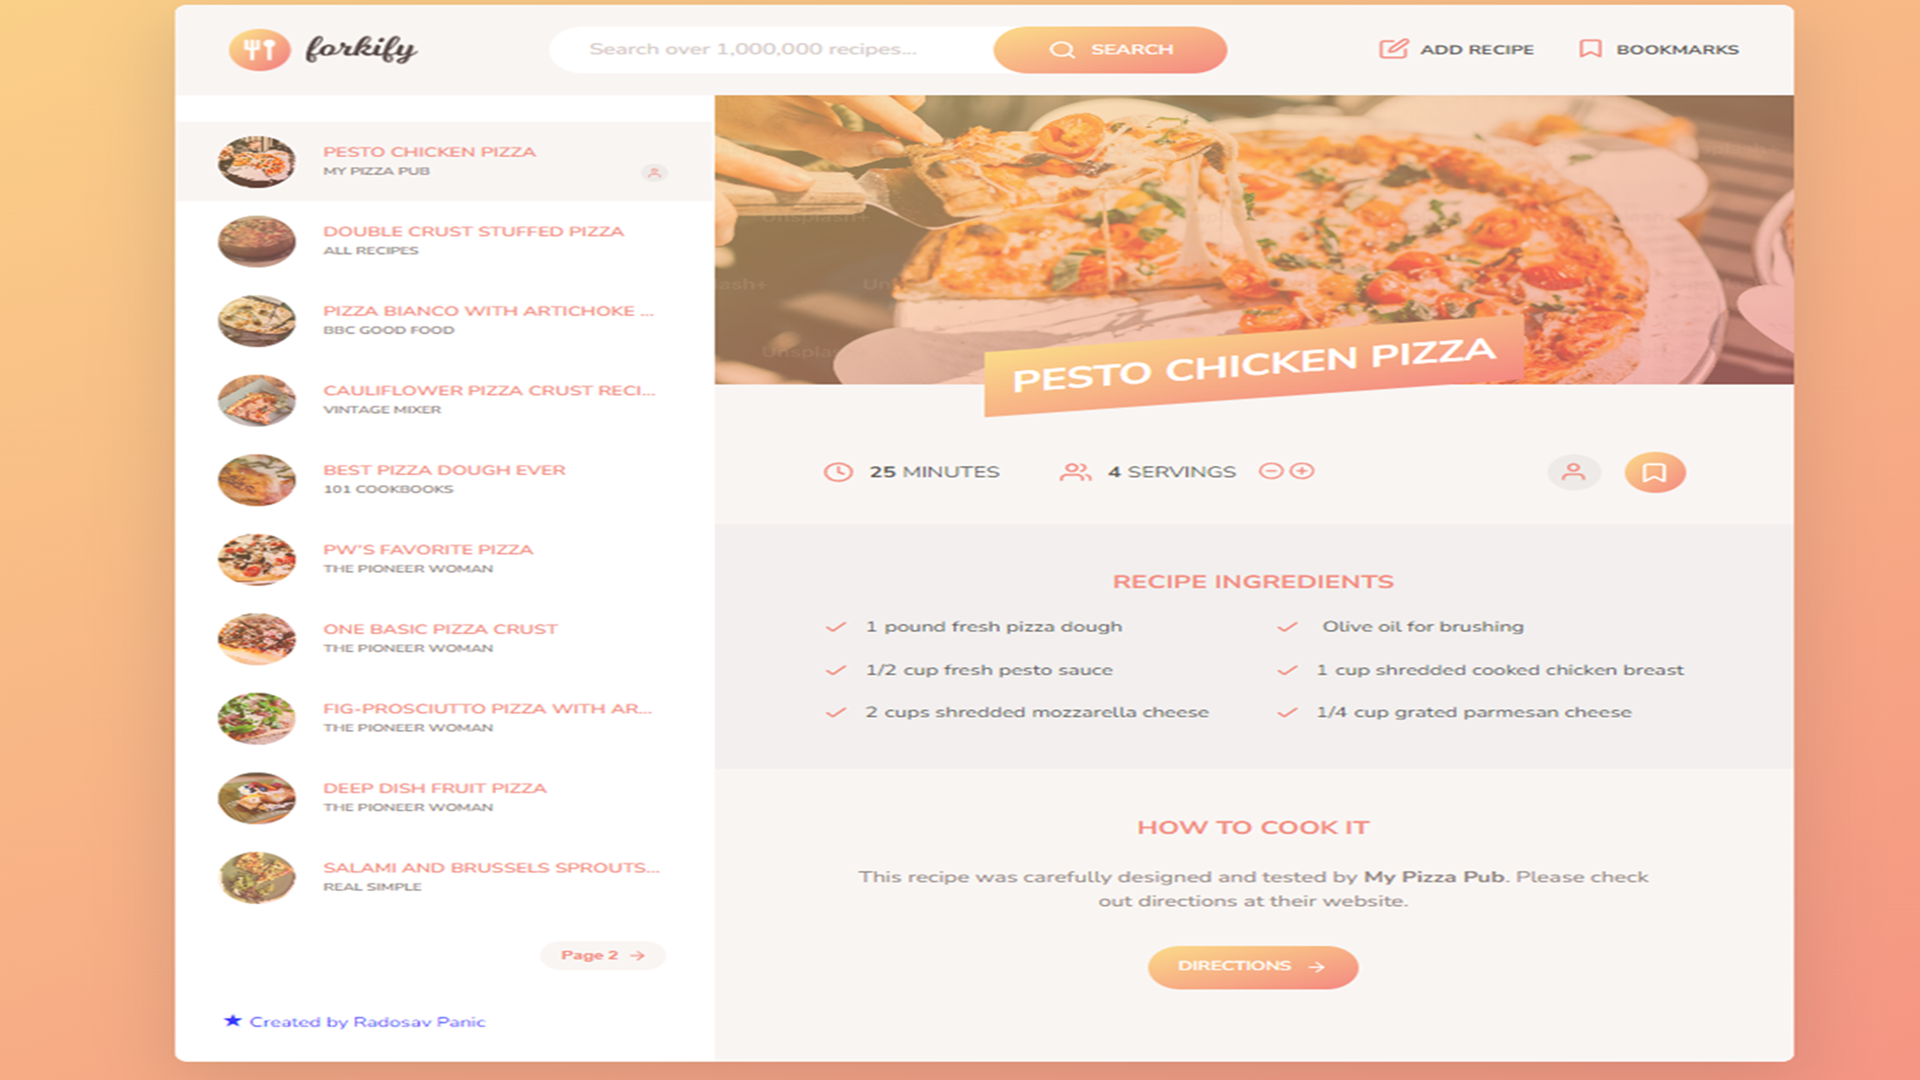 forkify
Search over 1,000,000 recipes...
SEARCH
ADD RECIPE
BOOKMARKS
PESTO CHICKEN PIZZA
MY PIZZA PUB
DOUBLE CRUST STUFFED PIZZA
ALL RECIPES
PIZZA BIANCO WITH ARTICHOKE ...
BBC GOOD FOOD
CAULIFLOWER PIZZA CRUST RECI...
VINTAGE MIXER
BEST PIZZA DOUGH EVER
101 COOKBOOKS
PW'S FAVORITE PIZZA
THE PIONEER WOMAN
ONE BASIC PIZZA CRUST
THE PIONEER WOMAN
FIG-PROSCIUTTO PIZZA WITH AR...
THE PIONEER WOMAN
DEEP DISH FRUIT PIZZA
THE PIONEER WOMAN
SALAMI AND BRUSSELS SPROUTS...
REAL SIMPLE
Page 2 →
★ Created by Radosav Panic
Unsplash+
PESTO CHICKEN PIZZA
25 MINUTES
4 SERVINGS
RECIPE INGREDIENTS
1 pound fresh pizza dough
Olive oil for brushing
1/2 cup fresh pesto sauce
1 cup shredded cooked chicken breast
2 cups shredded mozzarella cheese
1/4 cup grated parmesan cheese
HOW TO COOK IT
This recipe was carefully designed and tested by My Pizza Pub. Please check
out directions at their website.
DIRECTIONS →